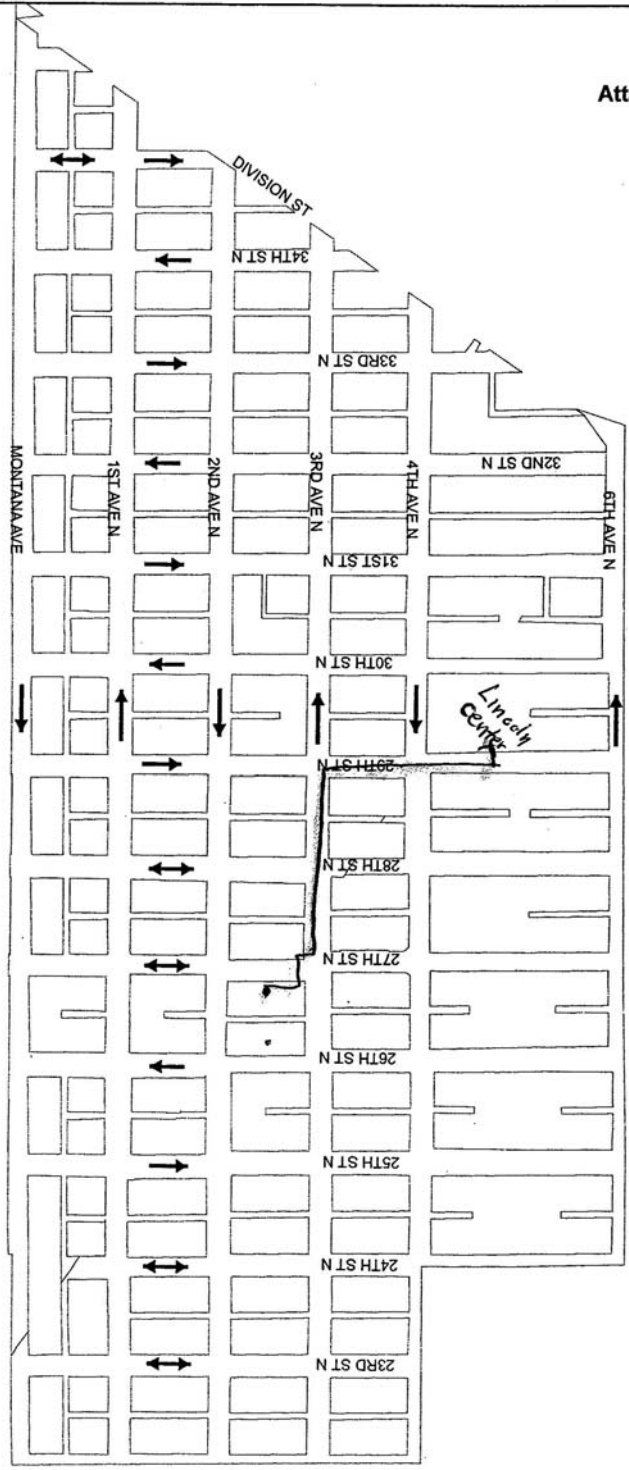 Att
DIVISION ST
34TH ST N
33RD ST N
32ND ST N
MONTANA AVE
1ST AVE N
2ND AVE N
3RD AVE N
4TH AVE N
6TH AVE N
31ST ST N
30TH ST N
Lincoln
Center
29TH ST N
28TH ST N
27TH ST N
26TH ST N
25TH ST N
24TH ST N
23RD ST N